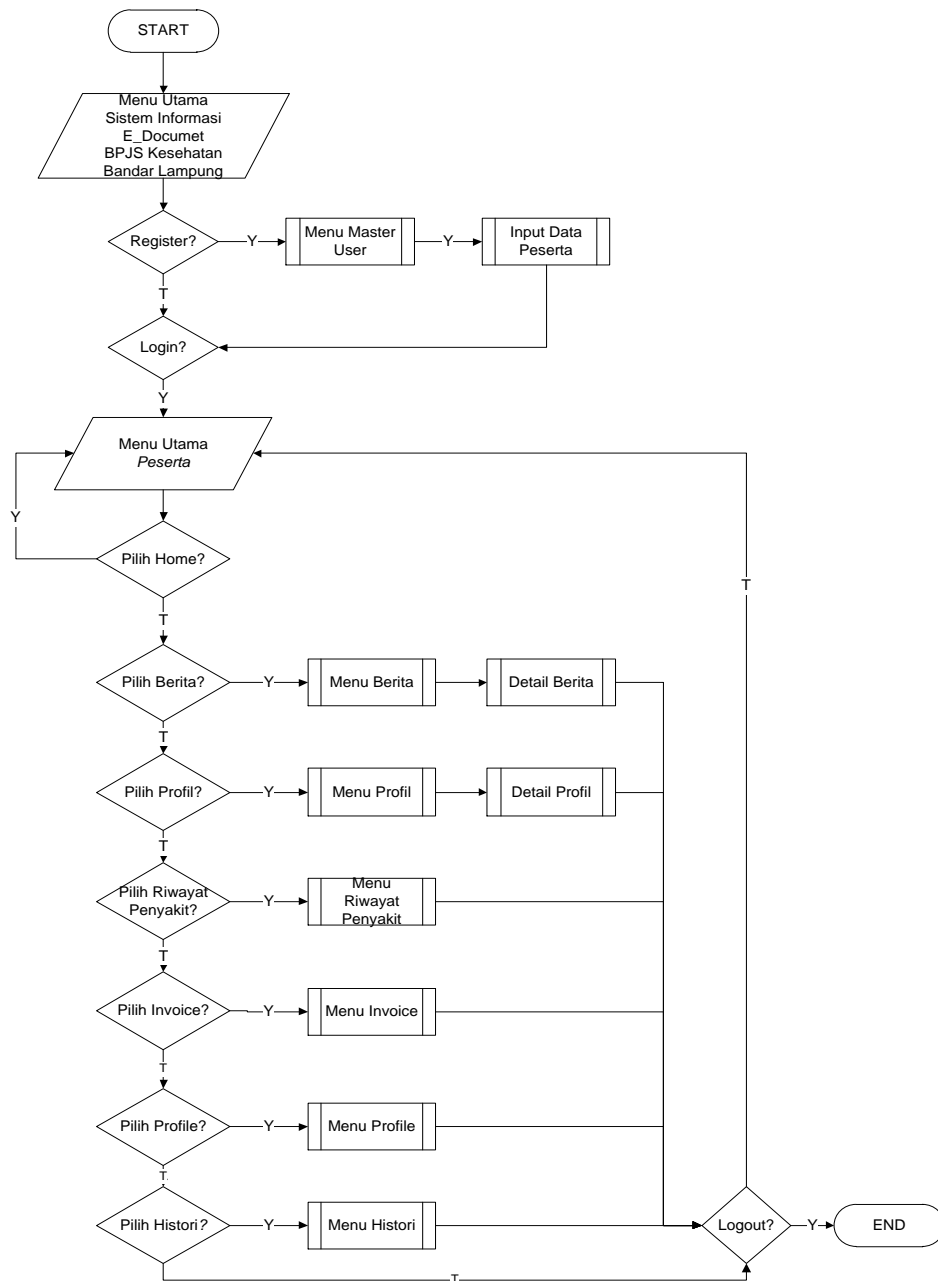 START
Menu Utama
Sistem Informasi
E_Documet
BPJS Kesehatan
Bandar Lampung
Register?
Y
Menu Master
User
Y
Input Data
Peserta
T
Login?
Y
Menu Utama
Peserta
Y
Pilih Home?
T
T
Pilih Berita?
Y
Menu Berita
Detail Berita
T
Pilih Profil?
Y
Menu Profil
Detail Profil
T
Pilih Riwayat
Penyakit?
Y
Menu
Riwayat
Penyakit
T
Pilih Invoice?
Y
Menu Invoice
T
Pilih Profile?
Y
Menu Profile
T
Pilih Histori?
Y
Menu Histori
Logout?
Y
END
T